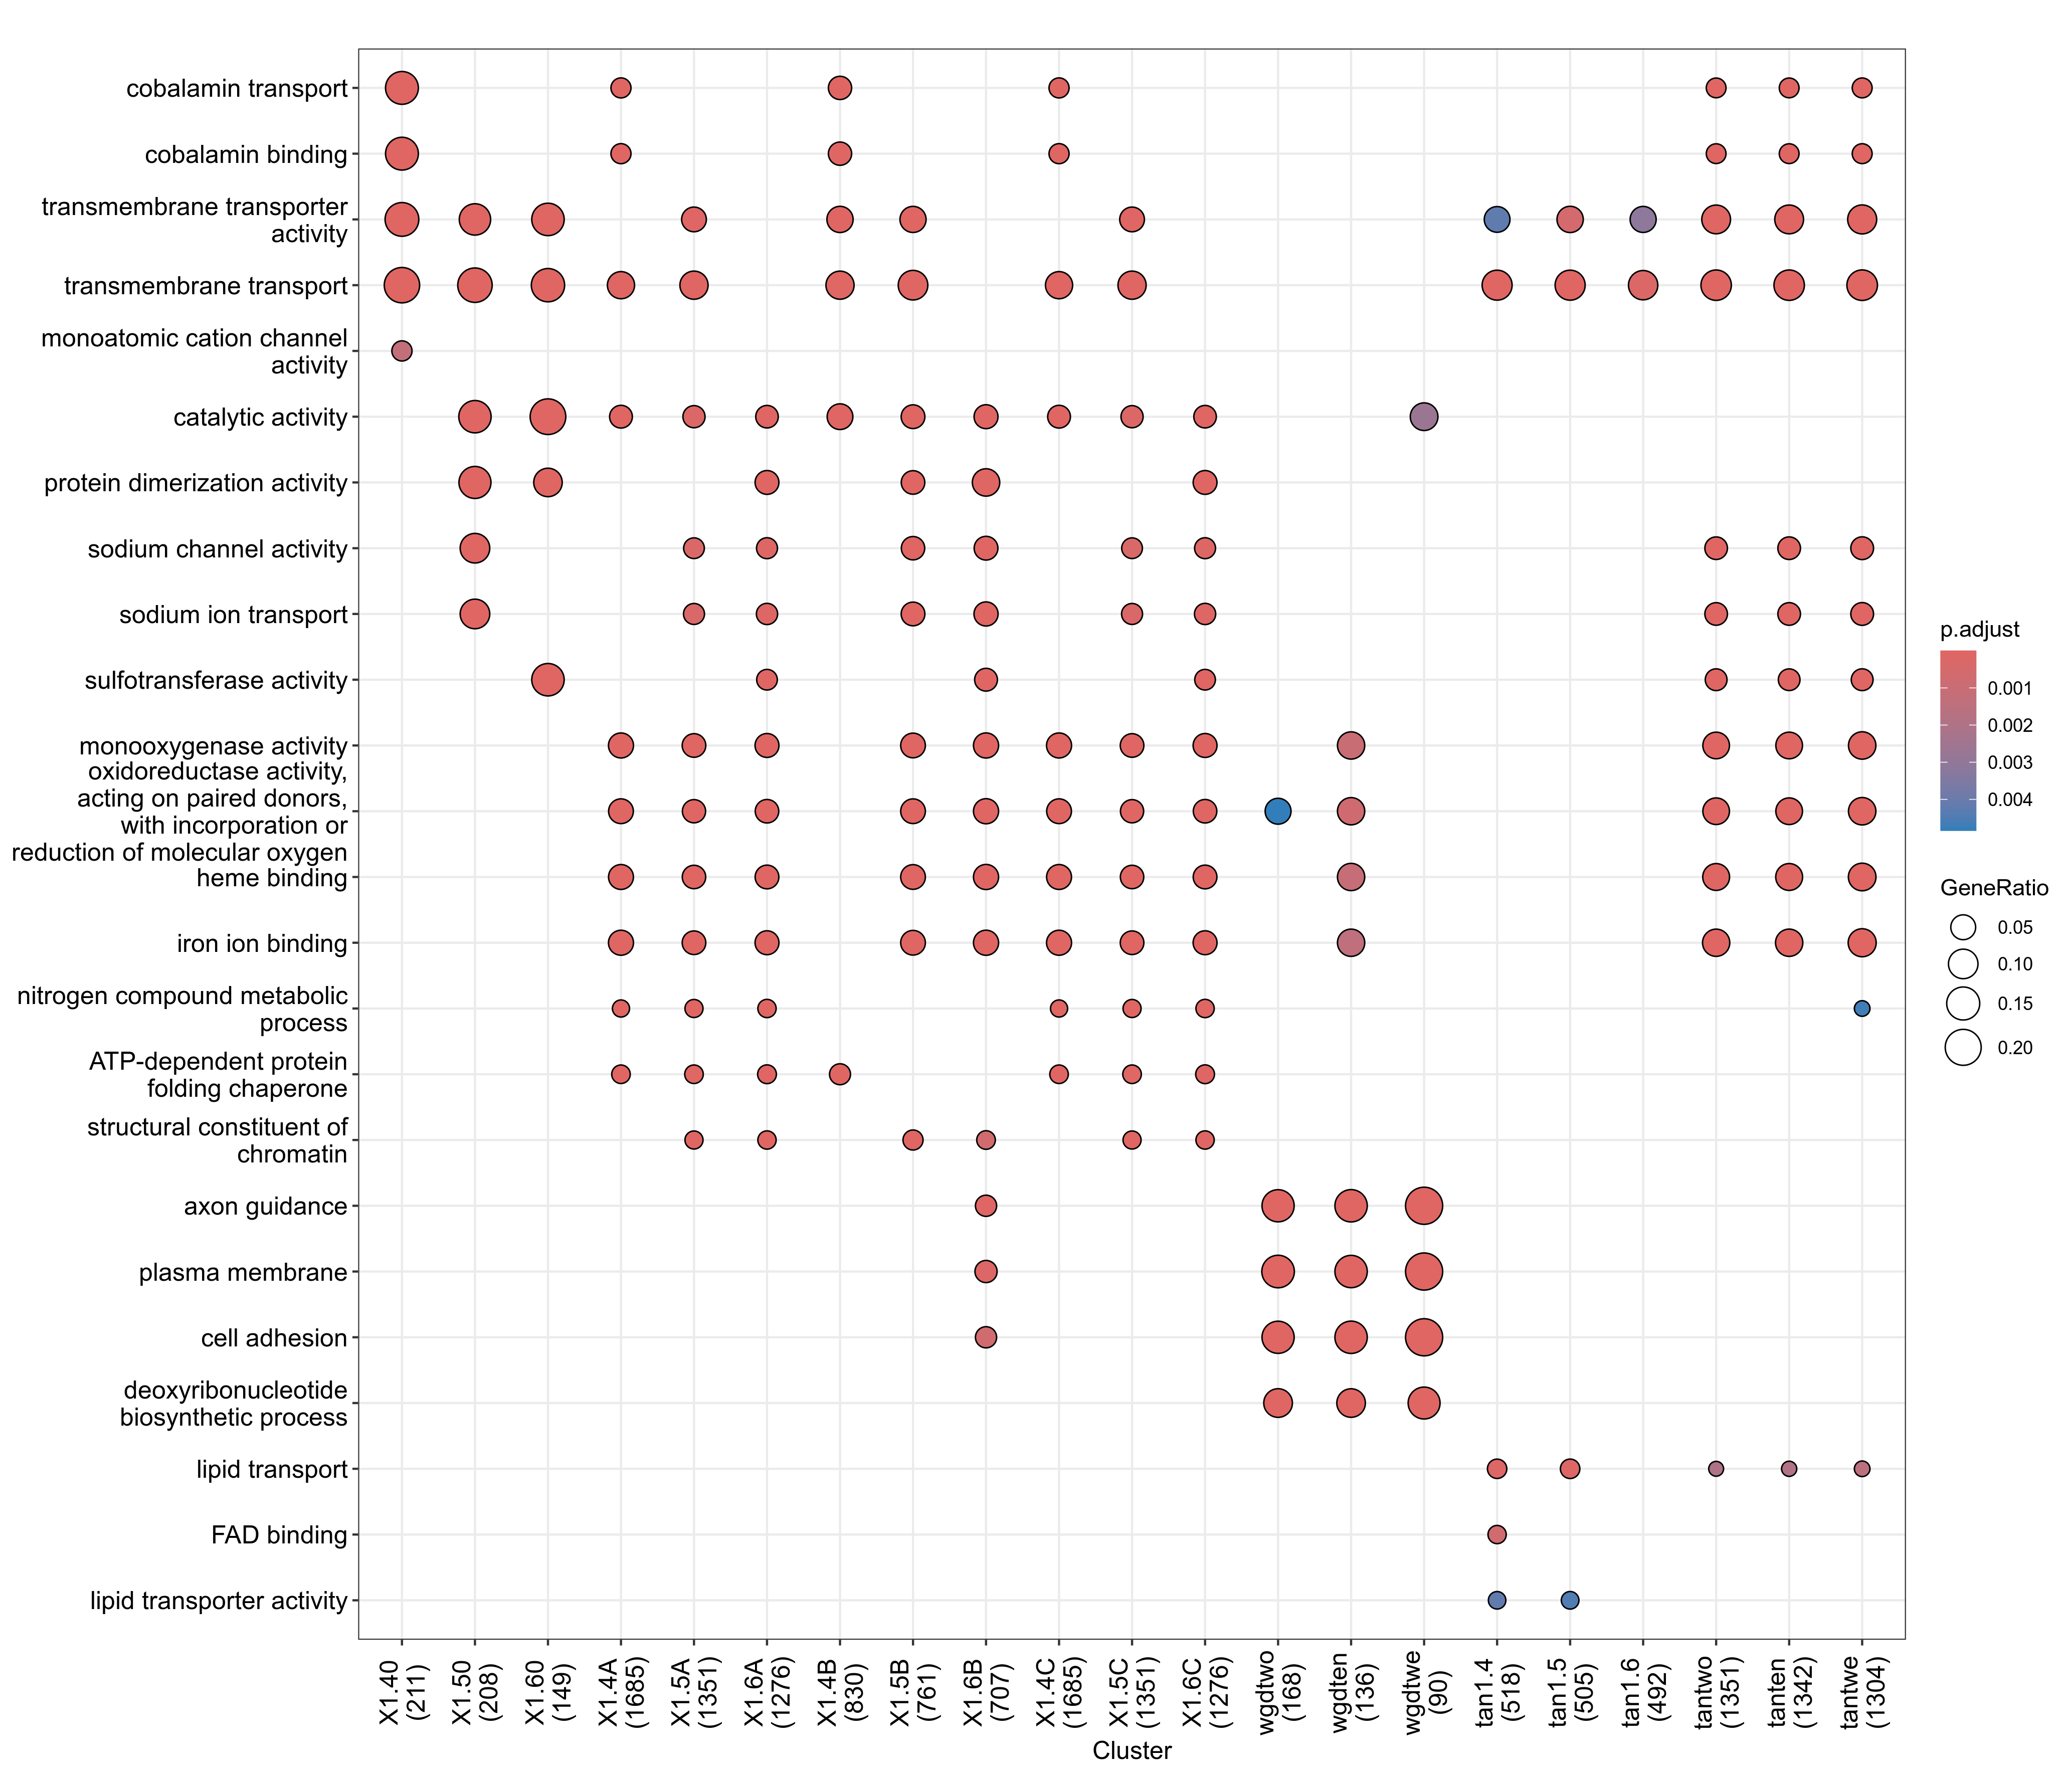 cobalamin transport
cobalamin binding
transmembrane transporter
activity
transmembrane transport
monoatomic cation channel
activity
catalytic activity
protein dimerization activity
sodium channel activity
sodium ion transport
sulfotransferase activity
monooxygenase activity
oxidoreductase activity,
acting on paired donors,
with incorporation or
reduction of molecular oxygen
heme binding
iron ion binding
nitrogen compound metabolic
process
ATP-dependent protein
folding chaperone
structural constituent of
chromatin
axon guidance
plasma membrane
cell adhesion
deoxyribonucleotide
biosynthetic process
lipid transport
FAD binding
lipid transporter activity
X1.40
(211)
X1.50
(208)
X1.60
(149)
X1.4A
(1685)
X1.5A
(1351)
X1.6A
(1276)
X1.4B
(830)
X1.5B
(761)
X1.6B
(707)
X1.4C
(1685)
X1.5C
(1351)
X1.6C
(1276)
wgdtwo
(168)
wgdten
(136)
wgdtwe
(90)
tan1.4
(518)
tan1.5
(505)
tan1.6
(492)
tantwo
(1351)
tanten
(1342)
tantwe
(1304)
Cluster
p.adjust
0.001
0.002
0.003
0.004
GeneRatio
0.05
0.10
0.15
0.20